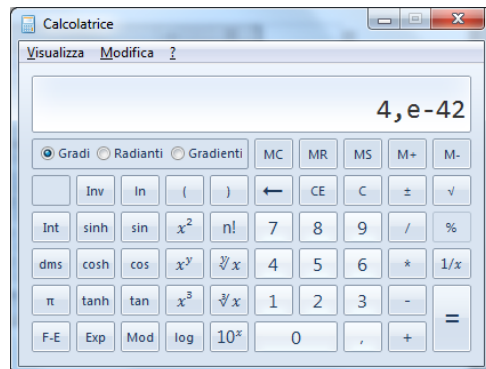 Calcolatrice
Visualizza Modifica ?
4,e-42
Gradi Radianti Gradienti MC MR MS M+ M-
Inv ln ( ) ← CE C ± √
Int sinh sin x² n! 7 8 9 / %
dms cosh cos xʸ ʸ√x 4 5 6 * 1/x
π tanh tan x³ ³√x 1 2 3 - =
F-E Exp Mod log 10ˣ 0 , +